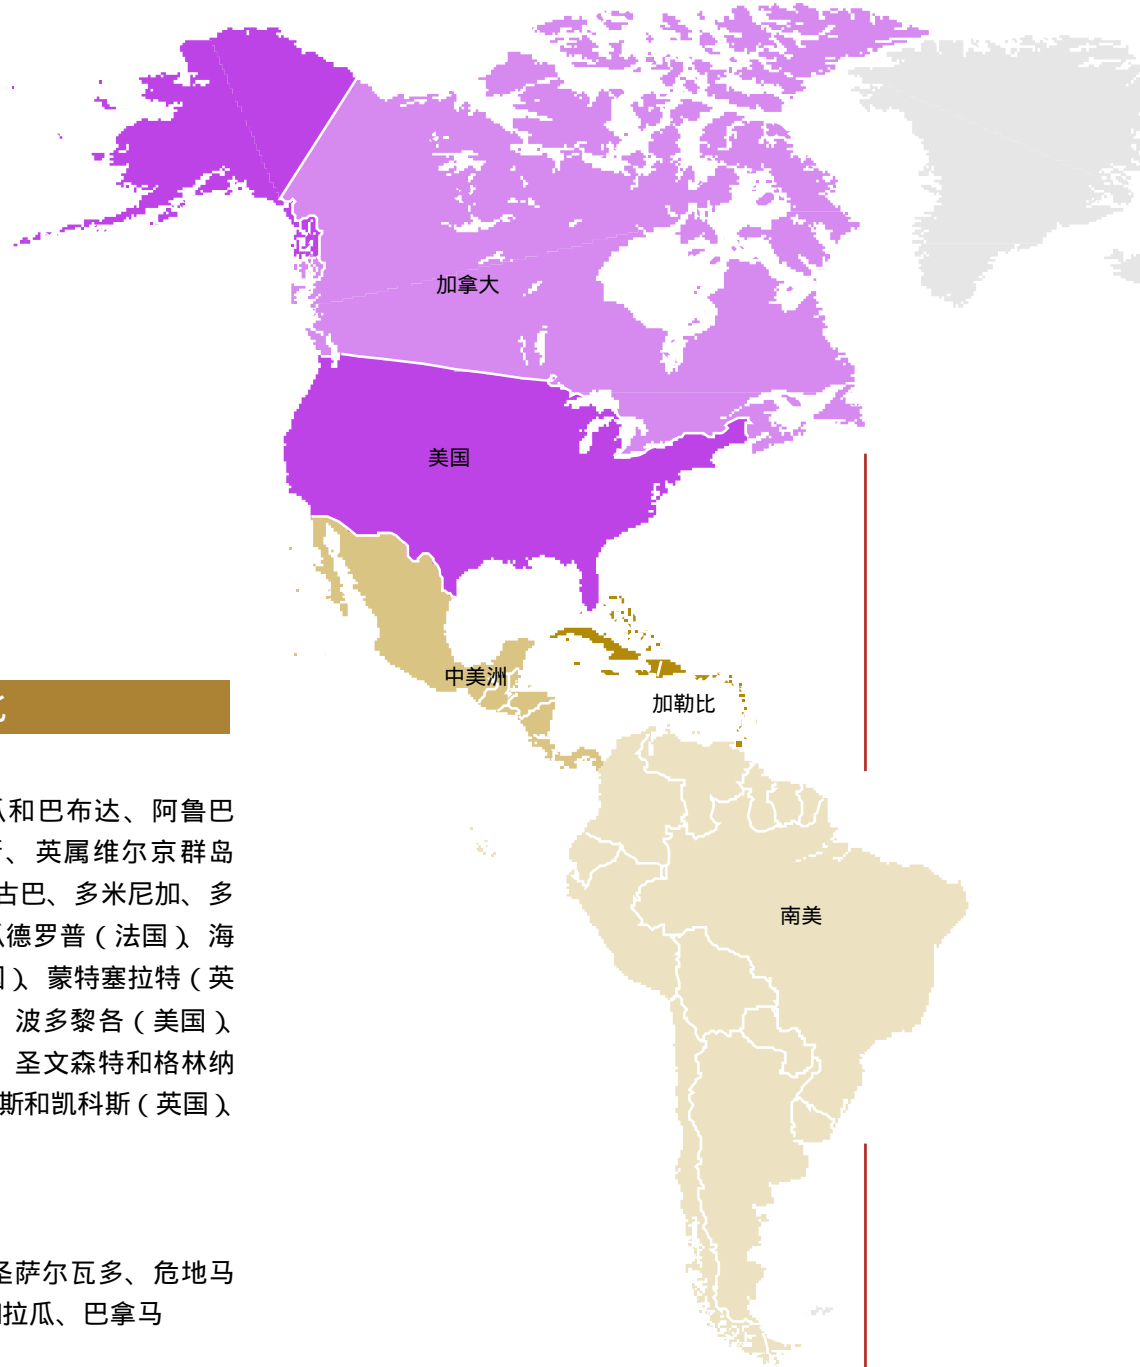 加拿大
美国
中美洲
加勒比
南美
和巴布达、阿鲁巴
、英属维尔京群岛
古巴、多米尼加、多
德罗普（法国）、海
）、蒙特塞拉特（英
波多黎各（美国）、
圣文森特和格林纳
斯和凯科斯（英国）、
圣萨尔瓦多、危地马
拉瓜、巴拿马